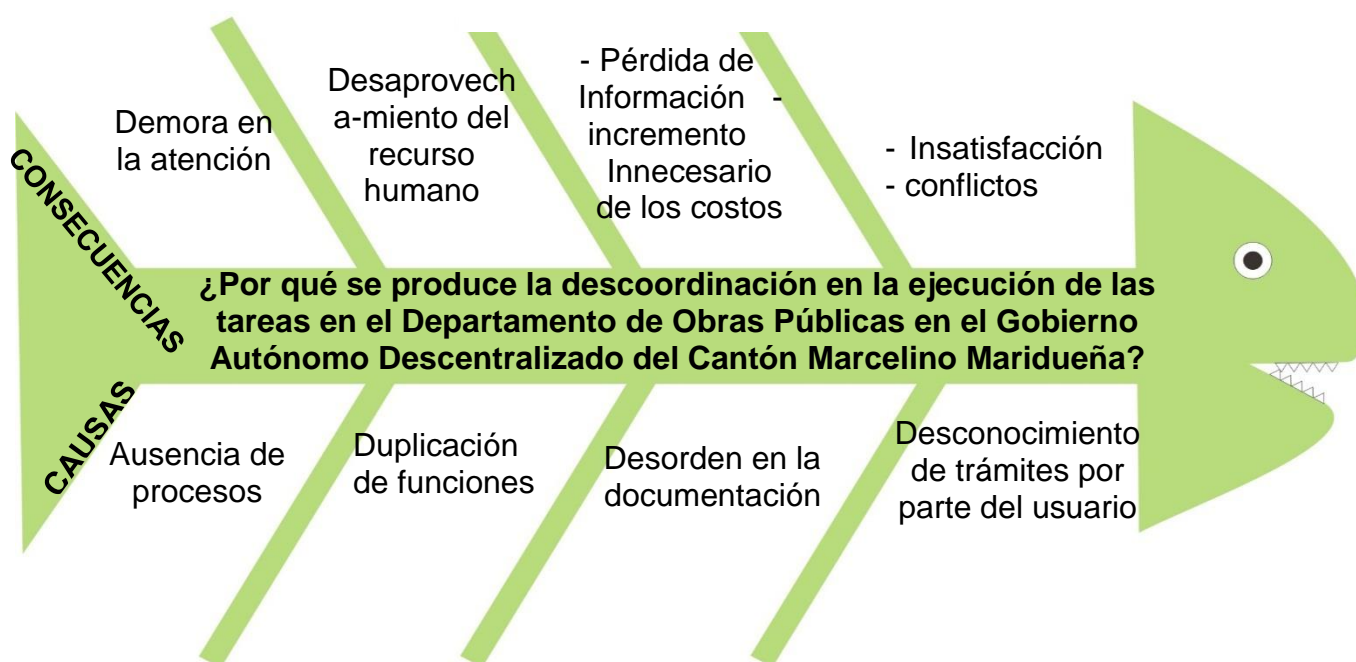 CONSECUENCIAS
Demora en
la atención
Desaprovech
a-miento del
recurso
humano
- Pérdida de
Información -
incremento
Innecesario
de los costos
- Insatisfacción
- conflictos
¿Por qué se produce la descoordinación en la ejecución de las
tareas en el Departamento de Obras Públicas en el Gobierno
Autónomo Descentralizado del Cantón Marcelino Maridueña?
CAUSAS
Ausencia de
procesos
Duplicación
de funciones
Desorden en la
documentación
Desconocimiento
de trámites por
parte del usuario